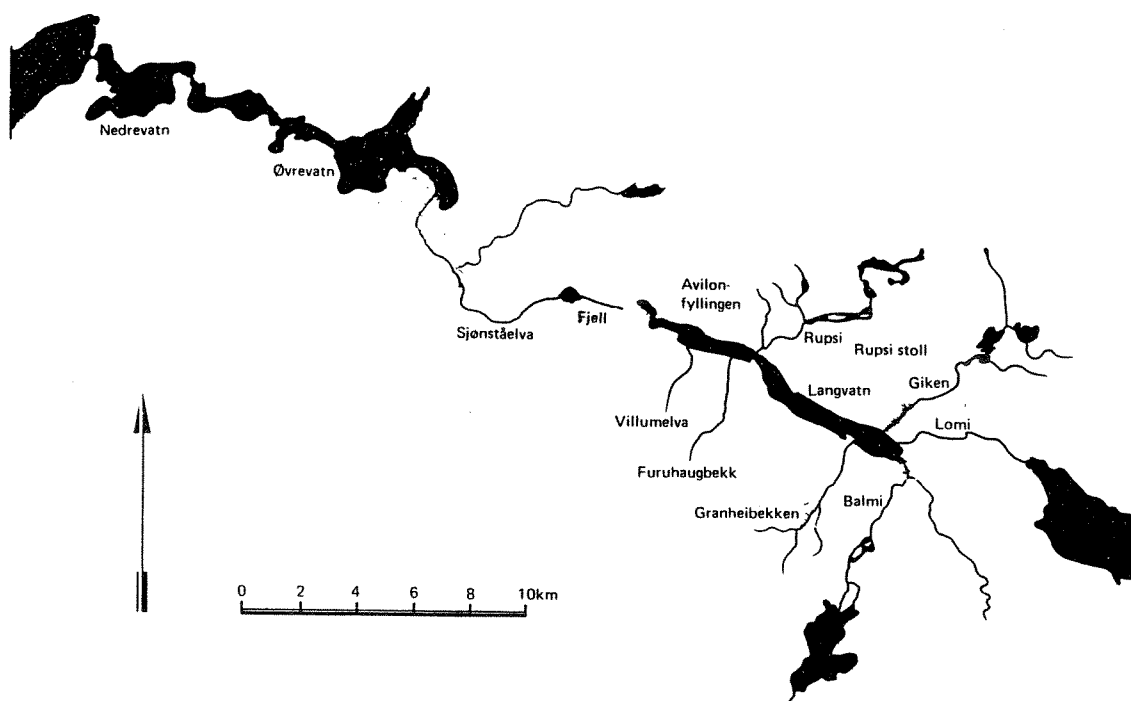 Nedrevatn
Øvrevatn
Avilon-
fyllingen
Sjønståelva
Fjell
Rupsi
Rupsi stoll
Giken
Langvatn
Villumelva
Lomi
Furuhaugbekk
Balmi
Granheibekken
0 2 4 6 8 10km